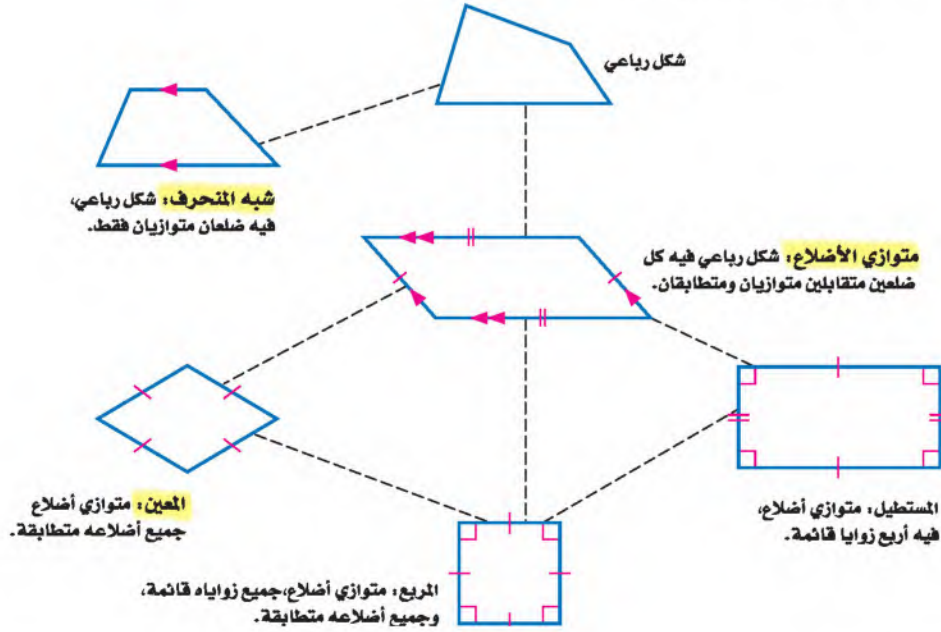 شكل رباعي
شبه المنحرف: شكل رباعي،
فيه ضلعان متوازيان فقط.
متوازي الأضلاع: شكل رباعي فيه كل
ضلعين متقابلين متوازيان ومتطابقان.
المعين: متوازي أضلاع
جميع أضلاعه متطابقة.
المستطيل: متوازي أضلاع،
فيه أربع زوايا قائمة.
المربع: متوازي أضلاع،جميع زواياه قائمة،
وجميع أضلاعه متطابقة.